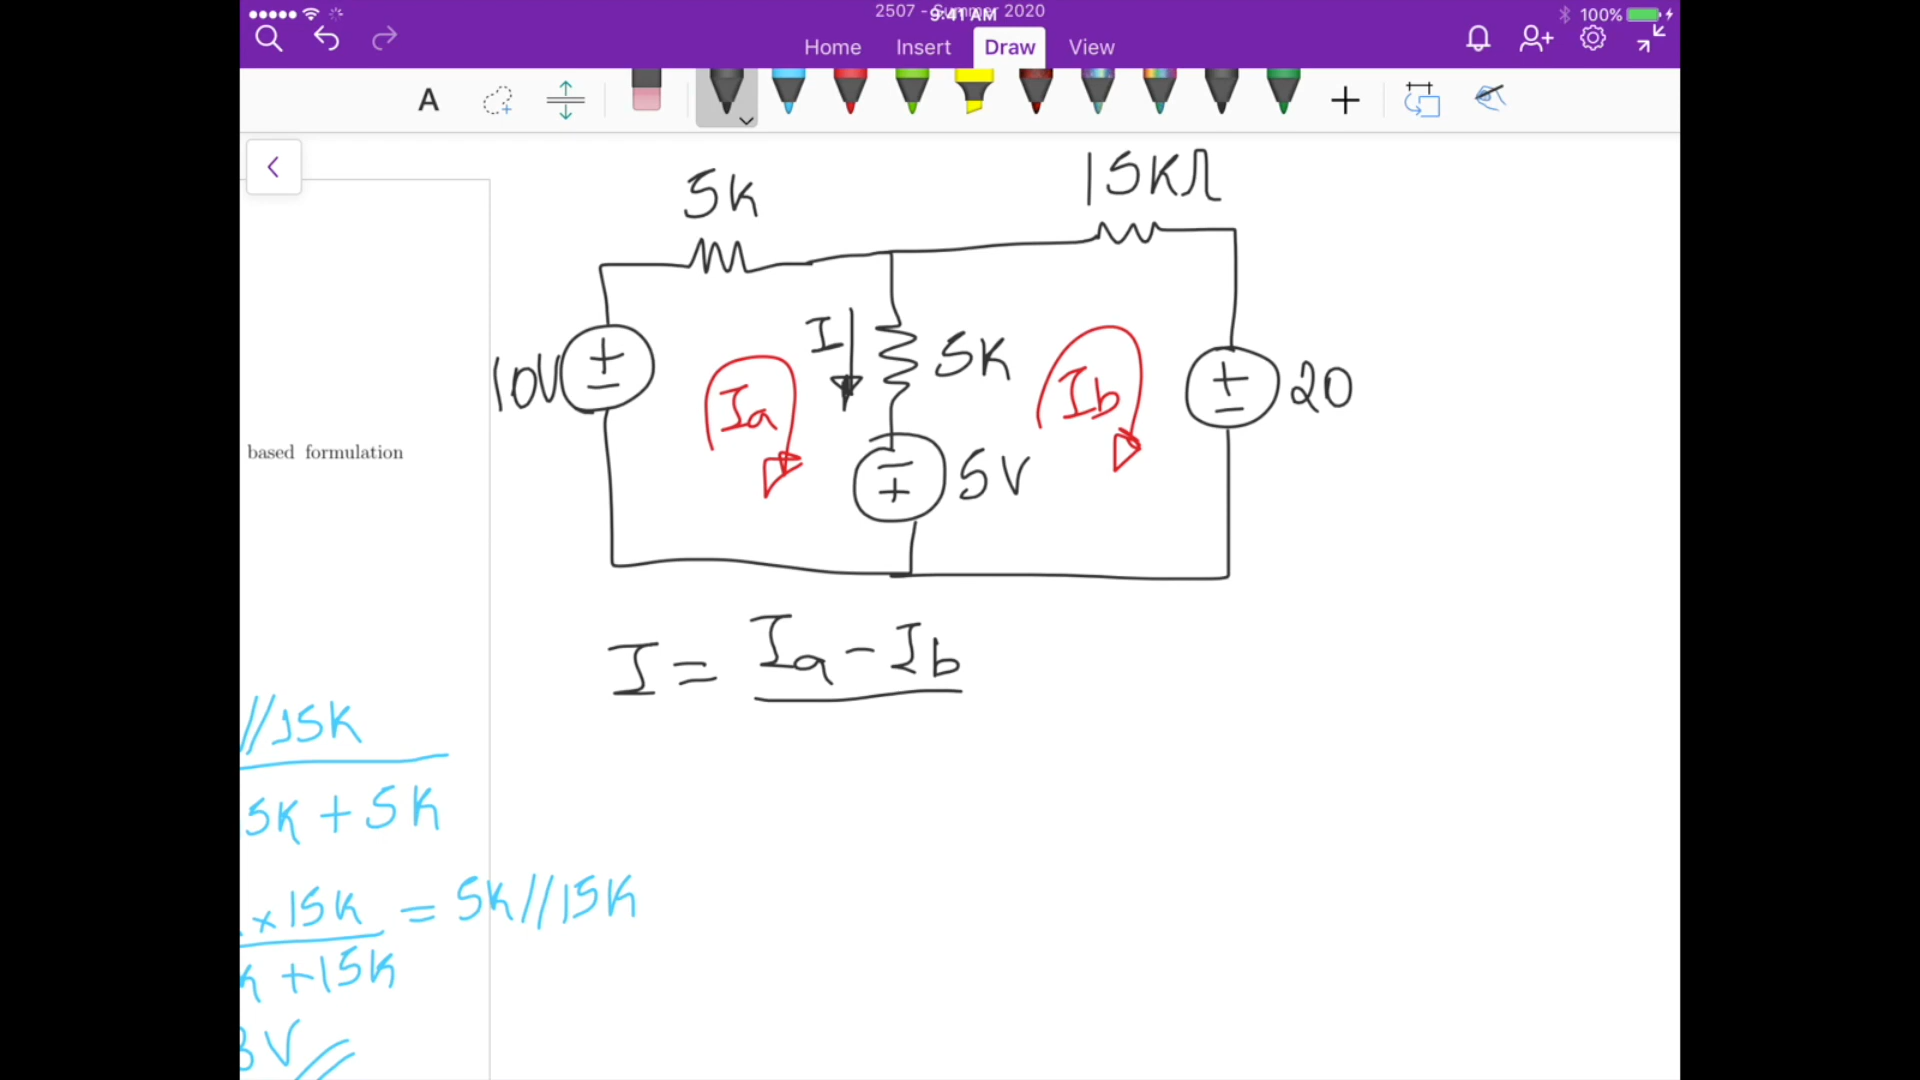 2507 - Summer 2020
9:41 AM
100%
Home Insert Draw View
A
5K
15KΩ
10V
+
−
Ia
I
5K
−
+
5V
Ib
+
−
20
I = Ia - Ib
based formulation
//15K
5K + 5K
x 15K = 5K//15K
K + 15K
V